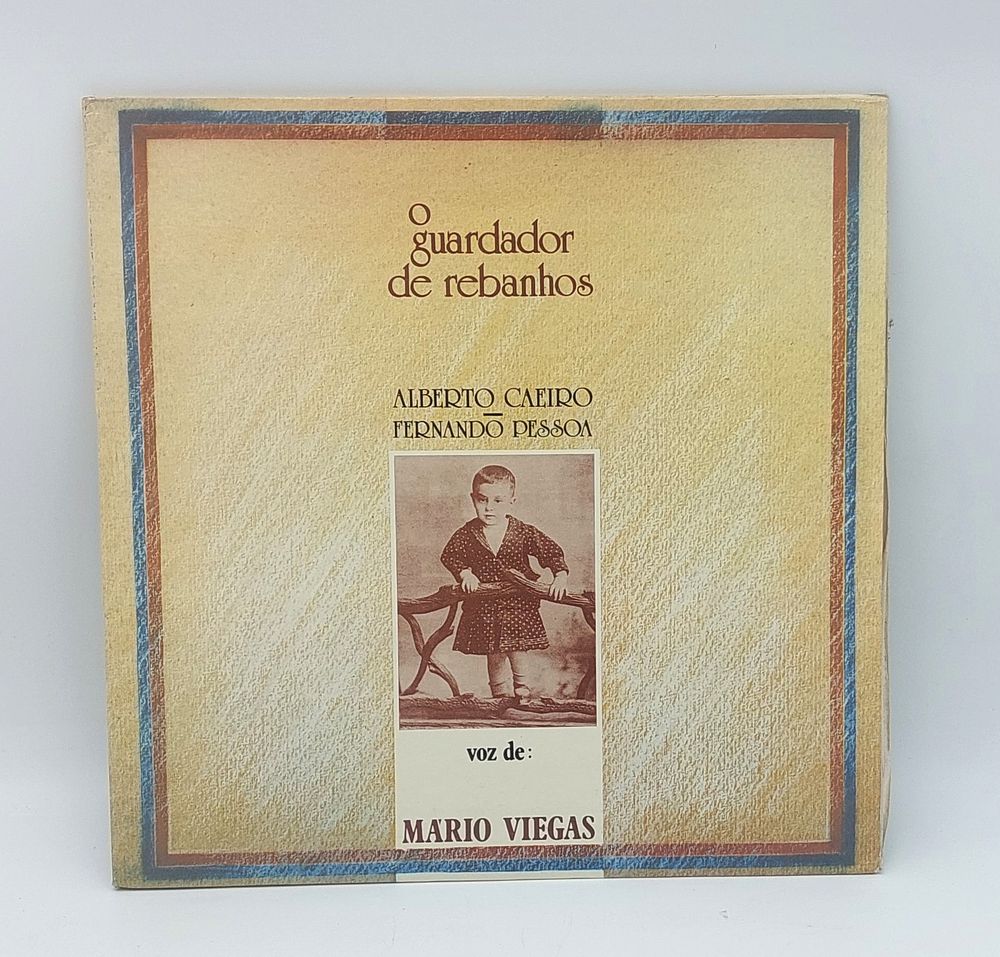 o
guardador
de rebanhos
ALBERTO CAEIRO
–
FERNANDO PESSOA
voz de:
MÁRIO VIEGAS